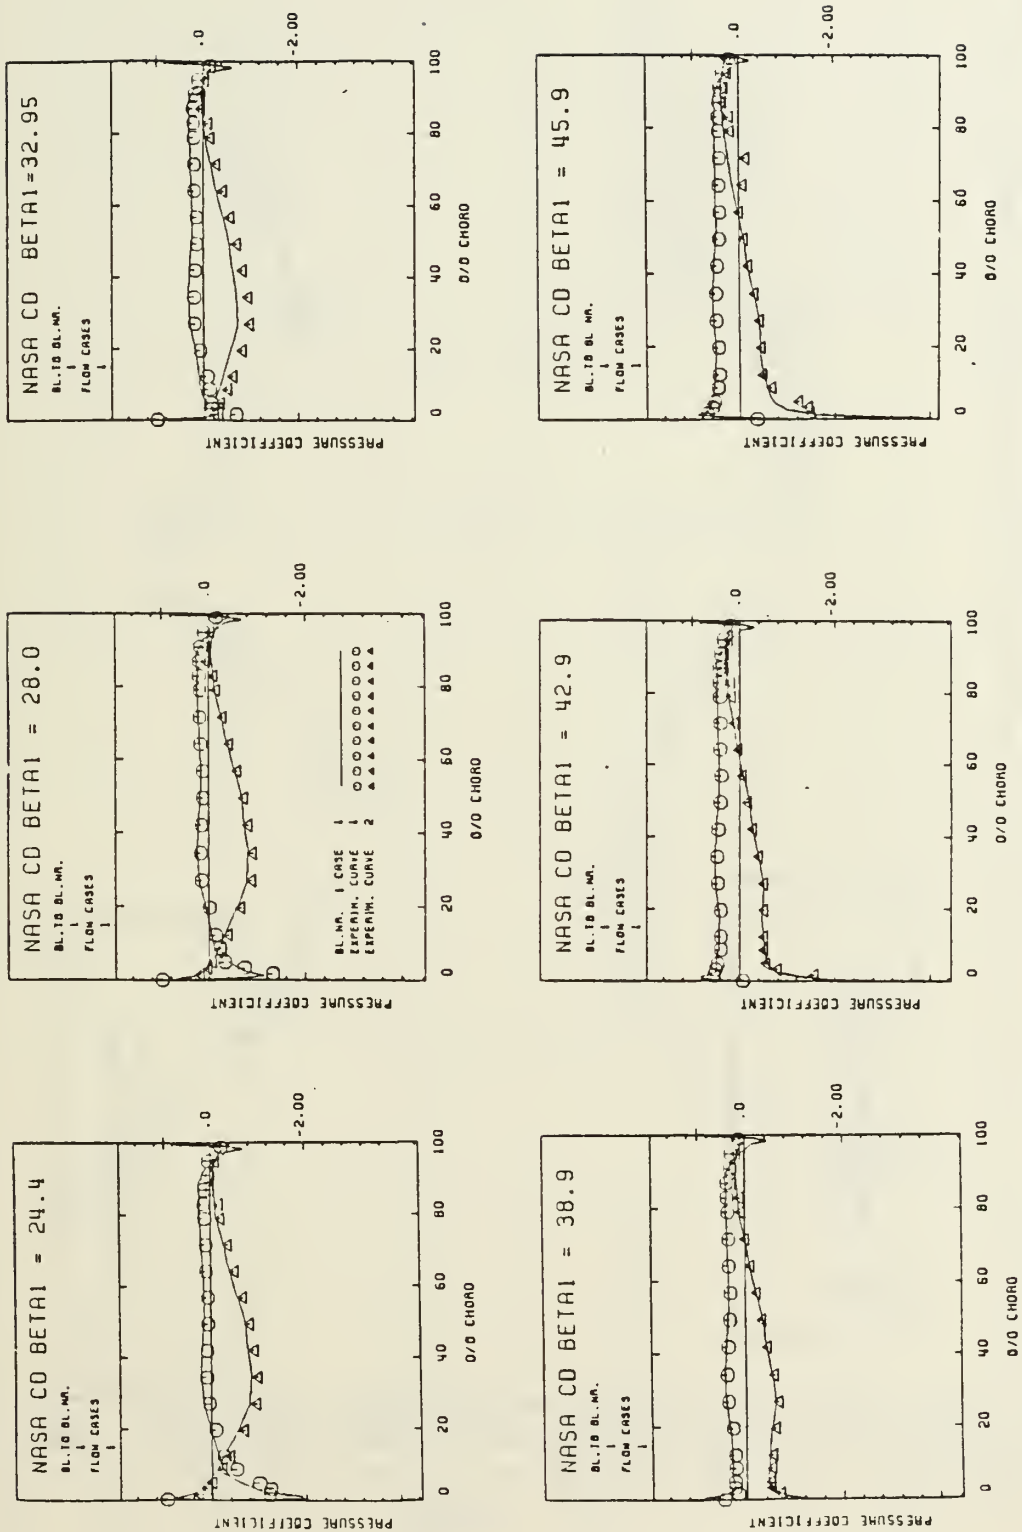 NASA CD BETA1 = 24.4
BL.TO BL.NR.
1
FLOW CASES
1
PRESSURE COEFFICIENT
.0
-2.00
0 20 40 60 80 100
O/O CHORD
NASA CD BETA1 = 28.0
BL.TO BL.NR.
1
FLOW CASES
1
BL.NR. 1 CASE 1
EXPERIM. CURVE 1
EXPERIM. CURVE 2
PRESSURE COEFFICIENT
.0
-2.00
0 20 40 60 80 100
O/O CHORD
NASA CD BETA1=32.95
BL.TO BL.NR.
1
FLOW CASES
1
PRESSURE COEFFICIENT
.0
-2.00
0 20 40 60 80 100
O/O CHORD
NASA CD BETA1 = 38.9
BL.TO BL.NR.
1
FLOW CASES
1
PRESSURE COEFFICIENT
.0
-2.00
0 20 40 60 80 100
O/O CHORD
NASA CD BETA1 = 42.9
BL.TO BL.NR.
1
FLOW CASES
1
PRESSURE COEFFICIENT
.0
-2.00
0 20 40 60 80 100
O/O CHORD
NASA CD BETA1 = 45.9
BL.TO BL NR.
1
FLOW CASES
1
PRESSURE COEFFICIENT
.0
-2.00
0 20 40 60 80 100
O/O CHORD